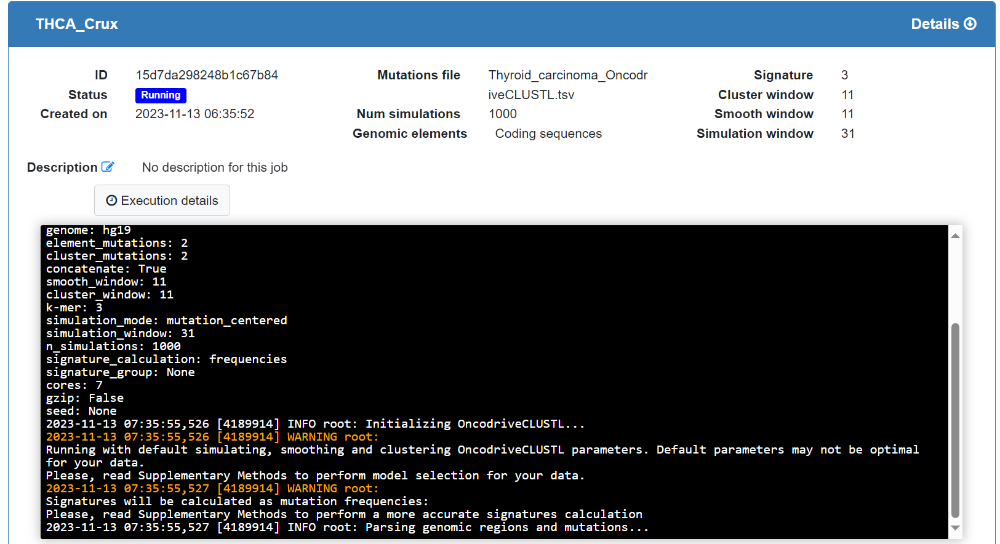 THCA_Crux
Details
ID 15d7da298248b1c67b84
Status Running
Created on 2023-11-13 06:35:52
Mutations file Thyroid_carcinoma_Oncodr
iveCLUSTL.tsv
Num simulations 1000
Genomic elements Coding sequences
Signature 3
Cluster window 11
Smooth window 11
Simulation window 31
Description No description for this job
Execution details
genome: hg19
element_mutations: 2
cluster_mutations: 2
concatenate: True
smooth_window: 11
cluster_window: 11
k-mer: 3
simulation_mode: mutation_centered
simulation_window: 31
n_simulations: 1000
signature_calculation: frequencies
signature_group: None
cores: 7
gzip: False
seed: None
2023-11-13 07:35:55,526 [4189914] INFO root: Initializing OncodriveCLUSTL...
2023-11-13 07:35:55,526 [4189914] WARNING root:
Running with default simulating, smoothing and clustering OncodriveCLUSTL parameters. Default parameters may not be optimal
for your data.
Please, read Supplementary Methods to perform model selection for your data.
2023-11-13 07:35:55,527 [4189914] WARNING root:
Signatures will be calculated as mutation frequencies:
Please, read Supplementary Methods to perform a more accurate signatures calculation
2023-11-13 07:35:55,527 [4189914] INFO root: Parsing genomic regions and mutations...